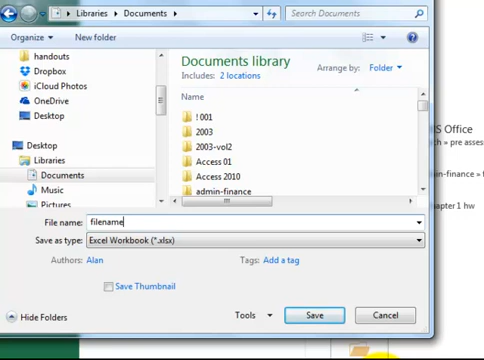 Libraries ▸ Documents ▸
Search Documents
Organize ▾
New folder
handouts
Dropbox
iCloud Photos
OneDrive
Desktop
Desktop
Libraries
Documents
Music
Pictures
Documents library
Includes: 2 locations
Arrange by: Folder ▾
Name
! 001
2003
2003-vol2
Access 01
Access 2010
admin-finance
File name: filename
Save as type: Excel Workbook (*.xlsx)
Authors: Alan
Tags: Add a tag
Save Thumbnail
Hide Folders
Tools ▾
Save
Cancel
S Office
» pre asses
min-finance »
chapter1 hw